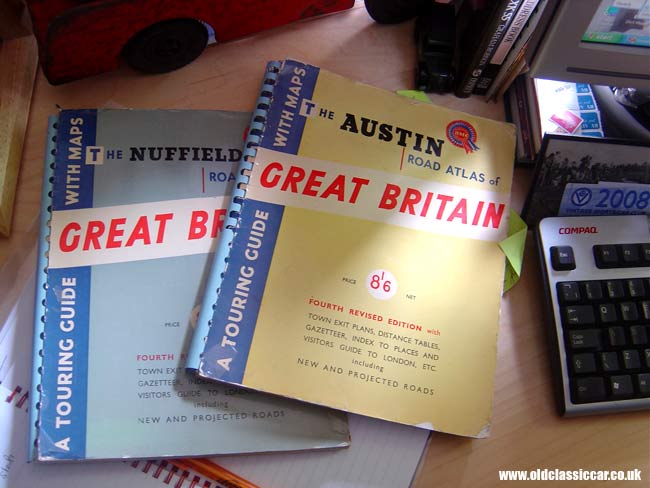 WITH MAPS
A TOURING GUIDE
THE NUFFIELD
ROA
GREAT BR
PRICE
FOURTH R
TOWN EXIT
GAZETTEER, INDE
VISITORS GUIDE TO LONDO
including
NEW AND PROJECTED ROADS
WITH MAPS
A TOURING GUIDE
THE AUSTIN
ROAD ATLAS of
GREAT BRITAIN
PRICE 8/6 NET
FOURTH REVISED EDITION with
TOWN EXIT PLANS, DISTANCE TABLES,
GAZETTEER, INDEX TO PLACES AND
VISITORS GUIDE TO LONDON, ETC.
including
NEW AND PROJECTED ROADS
2008
COMPAQ
www.oldclassiccar.co.uk